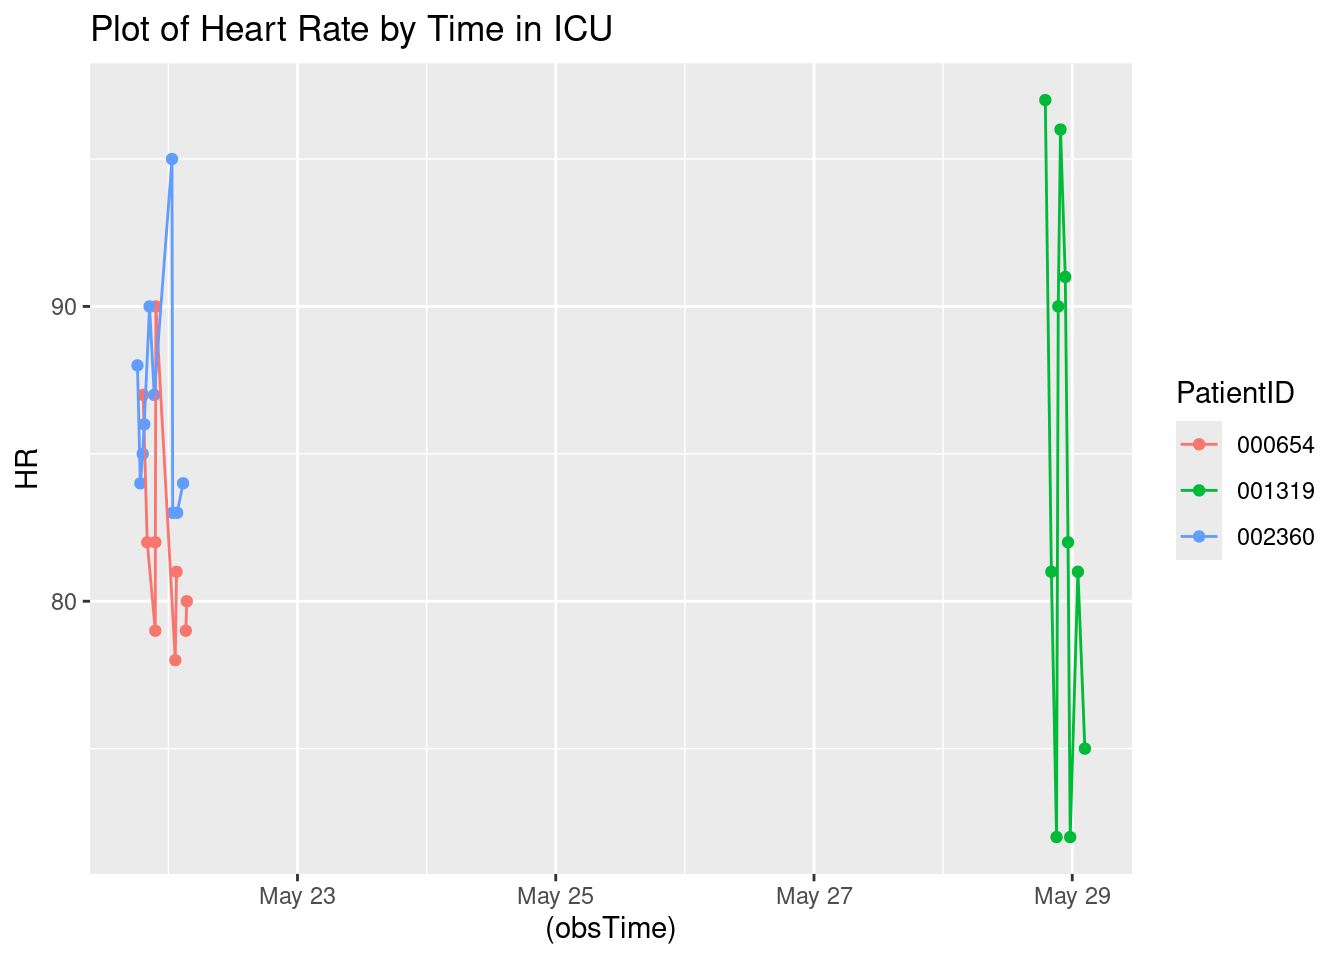 Plot of Heart Rate by Time in ICU
HR
90
80
May 23
May 25
May 27
May 29
(obsTime)
PatientID
000654
001319
002360